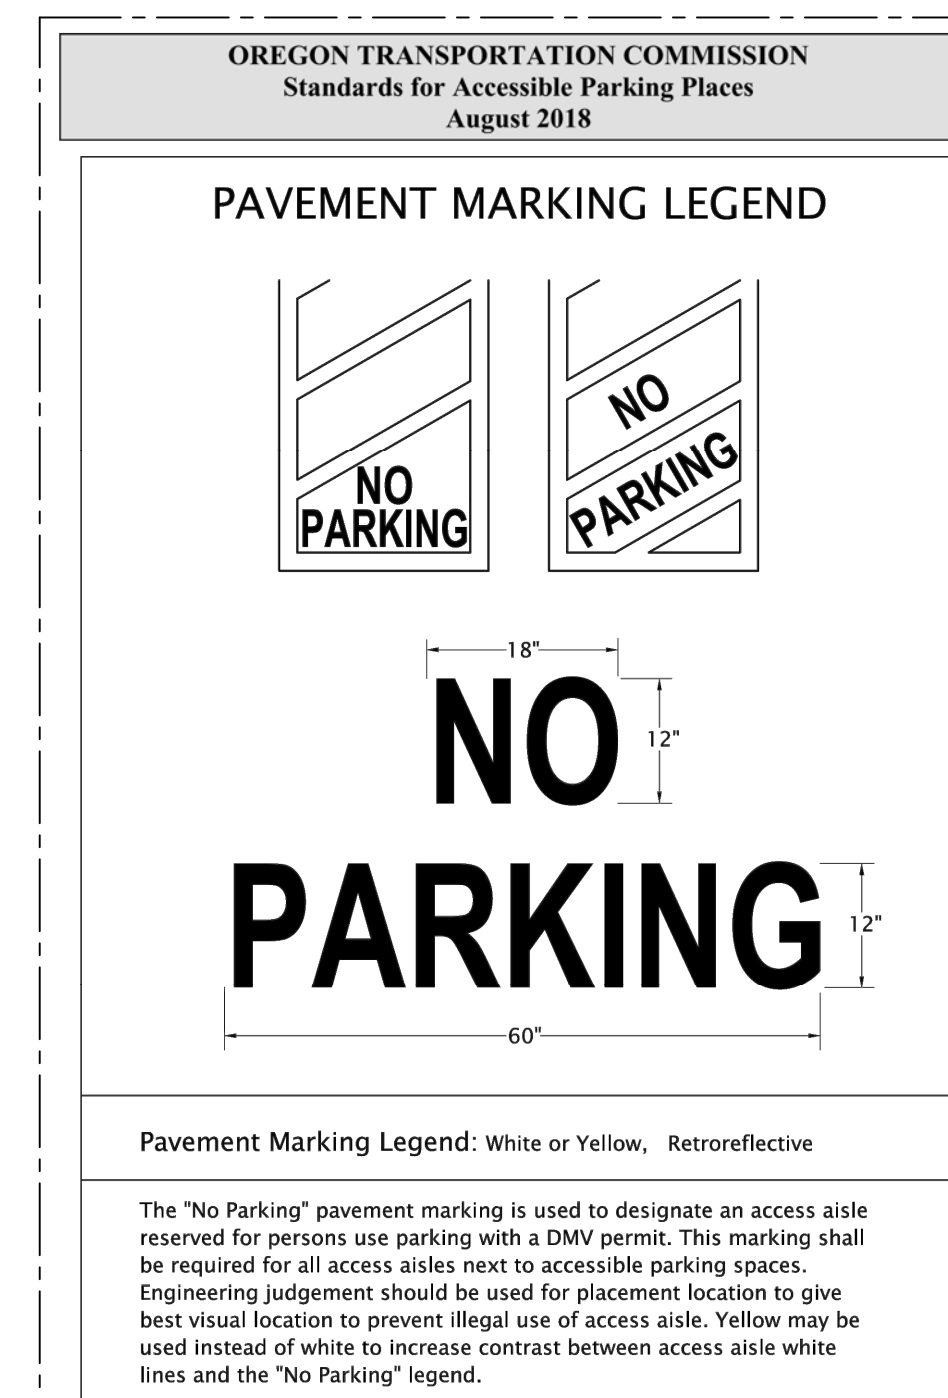 OREGON TRANSPORTATION COMMISSION
Standards for Accessible Parking Places
August 2018
PAVEMENT MARKING LEGEND
NO
PARKING
NO
PARKING
18"
NO
12"
PARKING
12"
60"
Pavement Marking Legend: White or Yellow, Retroreflective
The "No Parking" pavement marking is used to designate an access aisle
reserved for persons use parking with a DMV permit. This marking shall
be required for all access aisles next to accessible parking spaces.
Engineering judgement should be used for placement location to give
best visual location to prevent illegal use of access aisle. Yellow may be
used instead of white to increase contrast between access aisle white
lines and the "No Parking" legend.